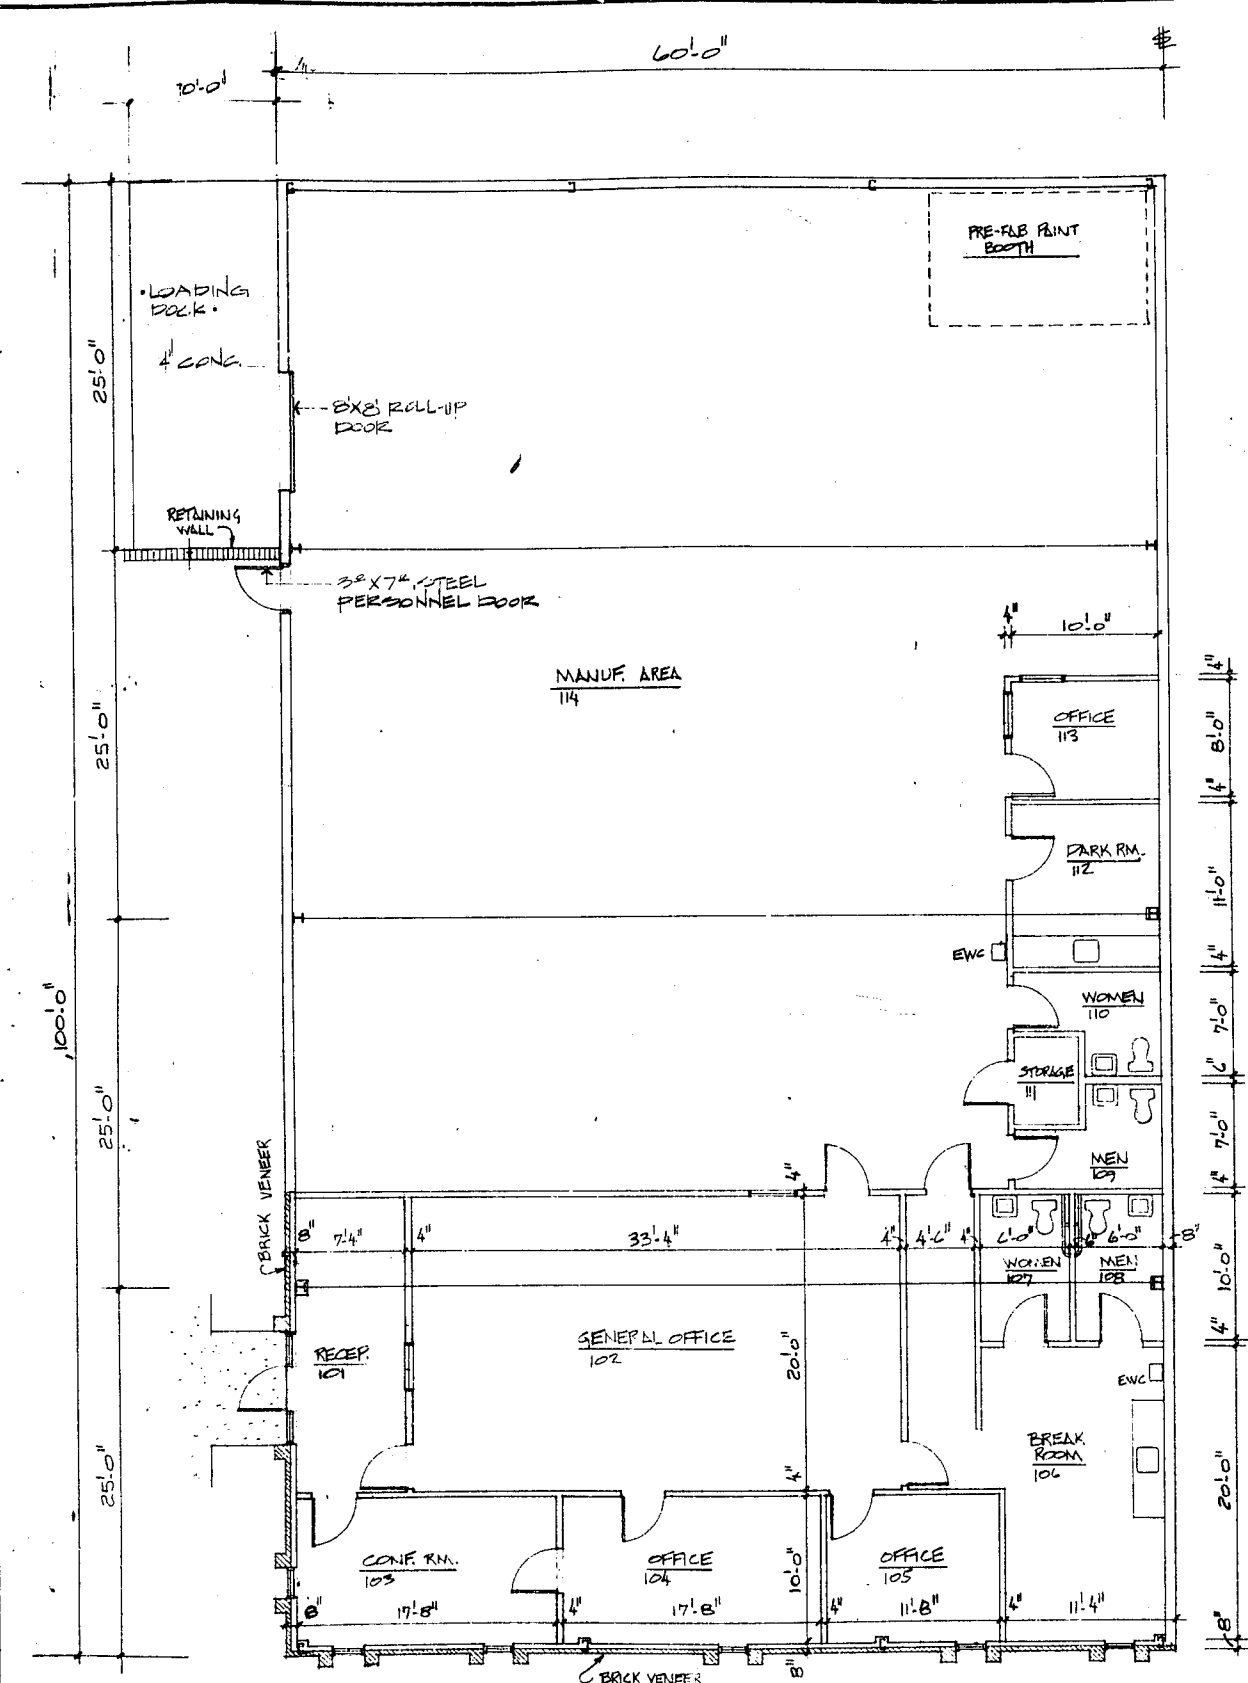 60'-0"
10'-0"
PRE-FAB PAINT
BOOTH
•LOADING
DOCK•
4" CONC.
25'-0"
8'X8' ROLL-UP
DOOR
RETAINING
WALL
STEEL
PERSONNEL DOOR
4"
10'-0"
MANUF. AREA
114
4"
OFFICE
113
8'-0"
25'-0"
4"
DARK RM.
112
11'-0"
EWC
4"
100'-0"
WOMEN
110
7'-0"
STORAGE
111
6"
25'-0"
MEN
109
7'-0"
BRICK VENEER
4"
4"
8"
7'-4"
4"
33'-4"
4"
4'-6"
4"
6'-0"
6"
6'-0"
8"
WOMEN
107
MEN
108
10'-0"
RECEP.
101
GENERAL OFFICE
102
20'-0"
4"
EWC
25'-0"
BREAK
ROOM
106
4"
20'-0"
CONF. RM.
103
OFFICE
104
10'-0"
OFFICE
105
8"
17'-8"
4"
17'-8"
4"
11'-8"
4"
11'-4"
8"
8"
BRICK VENEER